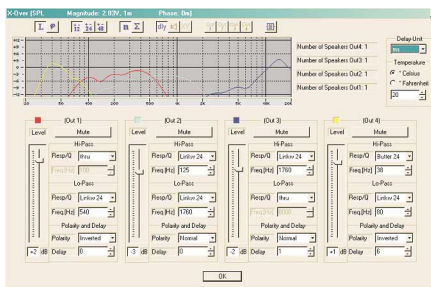 X-Over [SPL Magnitude: 2.83V, 1m Phase: 0m]
L φ 12 24 48 n Σ dly
Delay-Unit
ms
Temperature
° Celsius
° Fahrenheit
20
Number of Speakers Out4: 1
Number of Speakers Out3: 1
Number of Speakers Out2: 1
Number of Speakers Out1: 1
(Out 1) (Out 2) (Out 3) (Out 4)
Level Mute Level Mute Level Mute Level Mute
Hi-Pass Hi-Pass Hi-Pass Hi-Pass
Resp/Q thru Resp/Q Linkw 24 Resp/Q Linkw 24 Resp/Q Butter 24
Freq.[Hz] Freq.[Hz] 125 Freq.[Hz] 1760 Freq.[Hz] 38
Lo-Pass Lo-Pass Lo-Pass Lo-Pass
Resp/Q Linkw 24 Resp/Q Linkw 24 Resp/Q thru Resp/Q Linkw 24
Freq.[Hz] 540 Freq.[Hz] 1760 Freq.[Hz] Freq.[Hz] 80
Polarity and Delay Polarity and Delay Polarity and Delay Polarity and Delay
Polarity Inverted Polarity Normal Polarity Normal Polarity Inverted
+2 dB Delay 0 -3 dB Delay 0 -2 dB Delay 1 +1 dB Delay 6
OK